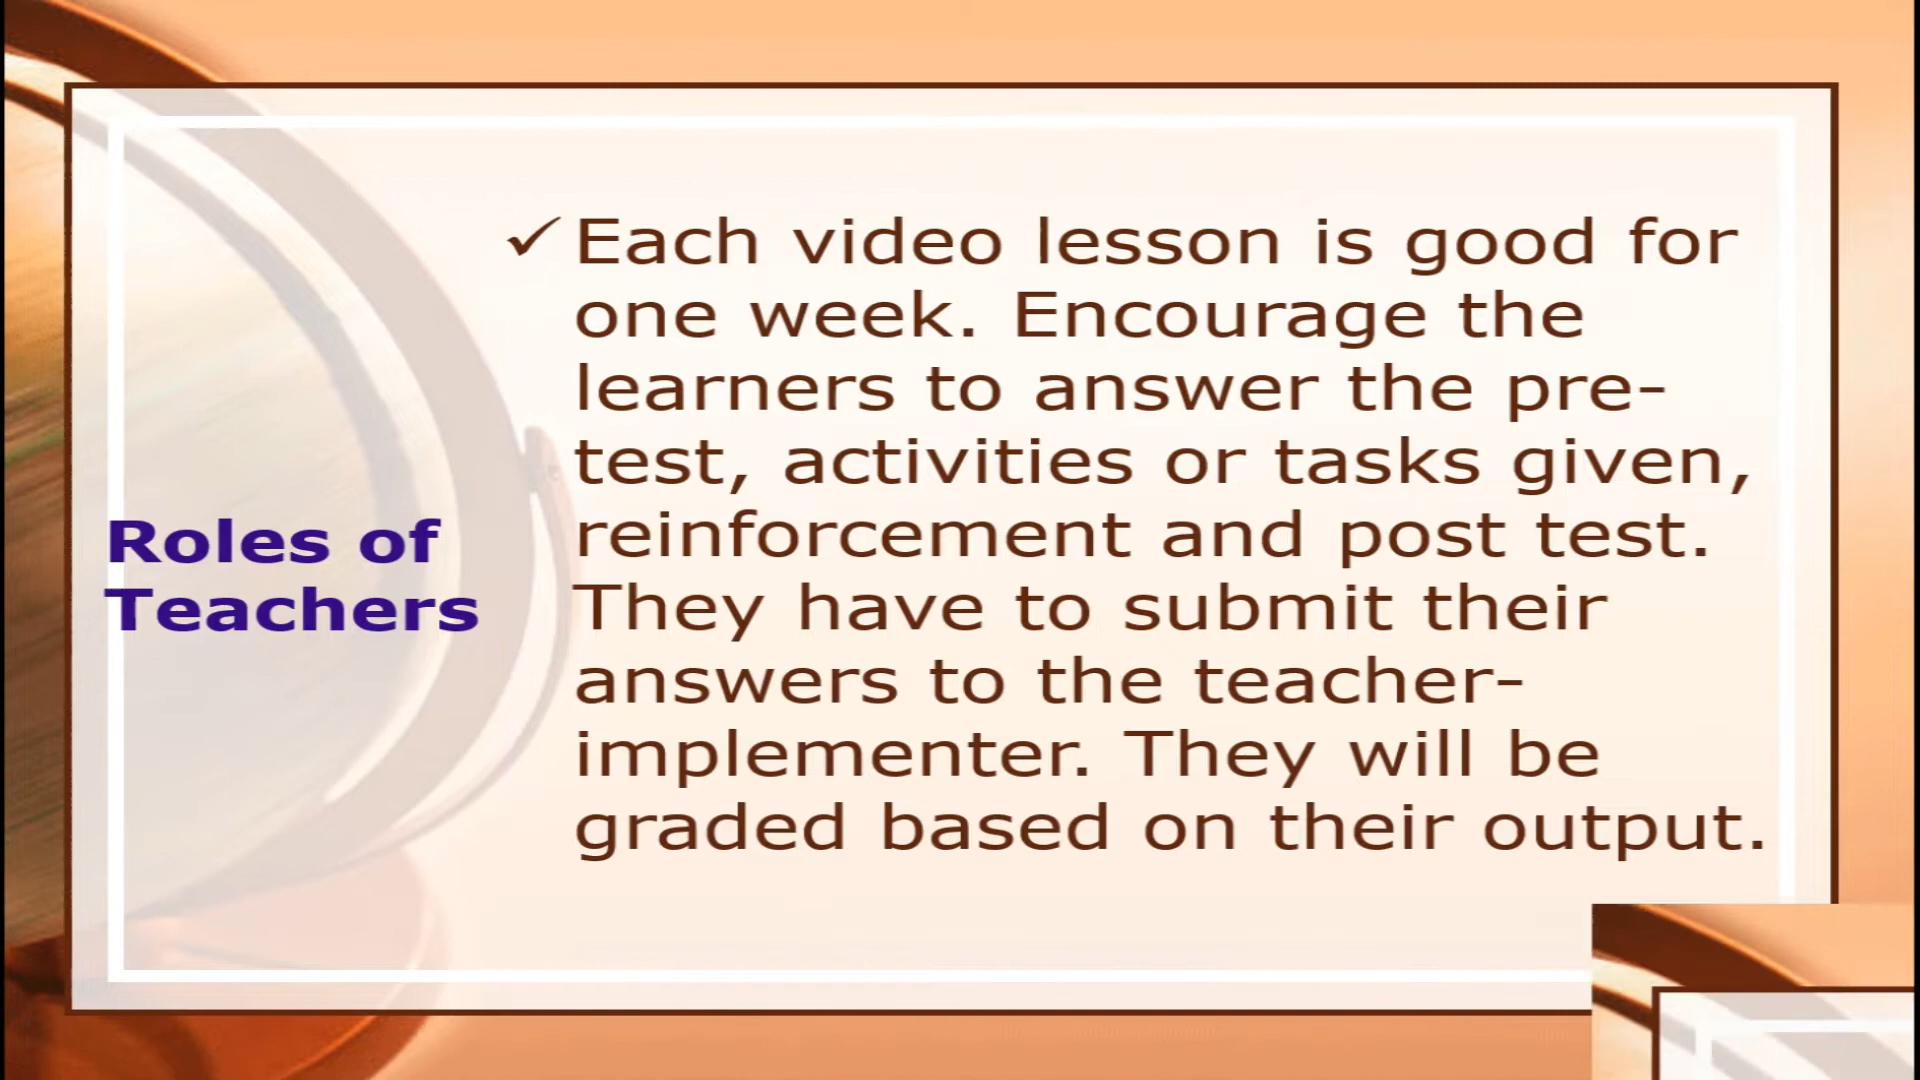 Roles of
Teachers
✓ Each video lesson is good for
one week. Encourage the
learners to answer the pre-
test, activities or tasks given,
reinforcement and post test.
They have to submit their
answers to the teacher-
implementer. They will be
graded based on their output.